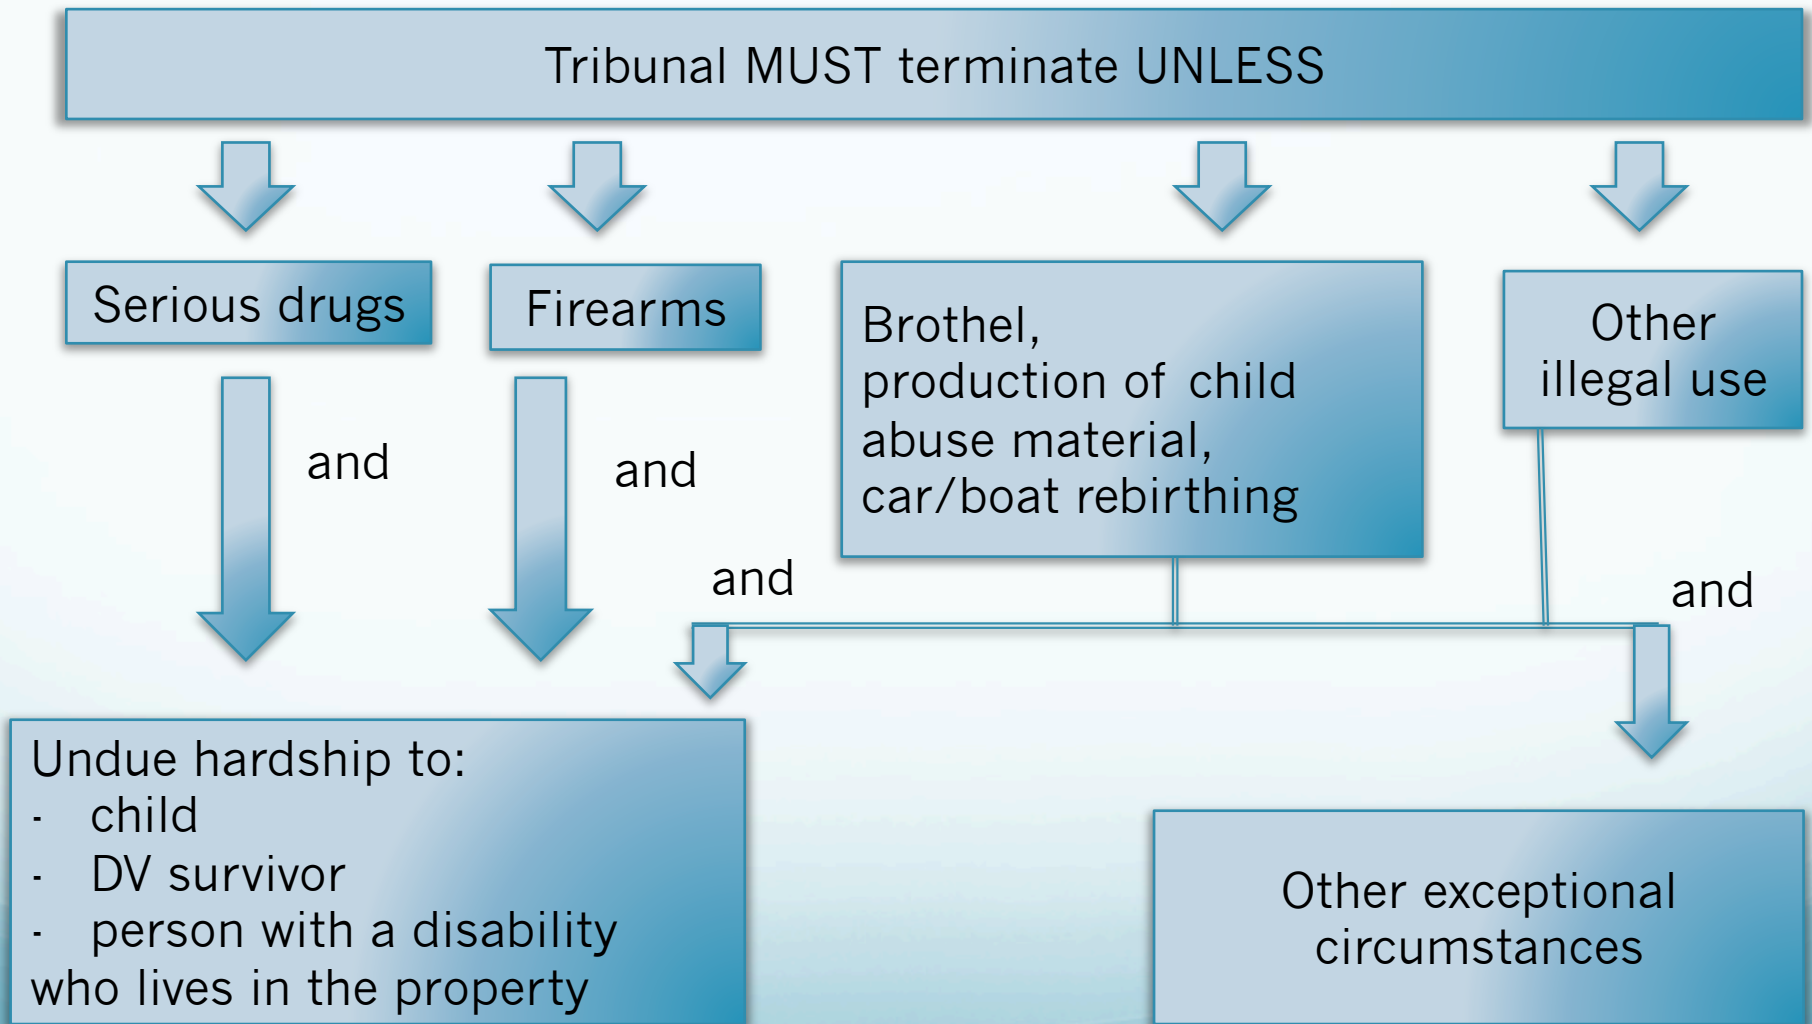 Tribunal MUST terminate UNLESS
Serious drugs
Firearms
Brothel,
production of child
abuse material,
car/boat rebirthing
Other
illegal use
and
and
and
and
Undue hardship to:
- child
- DV survivor
- person with a disability
who lives in the property
Other exceptional
circumstances